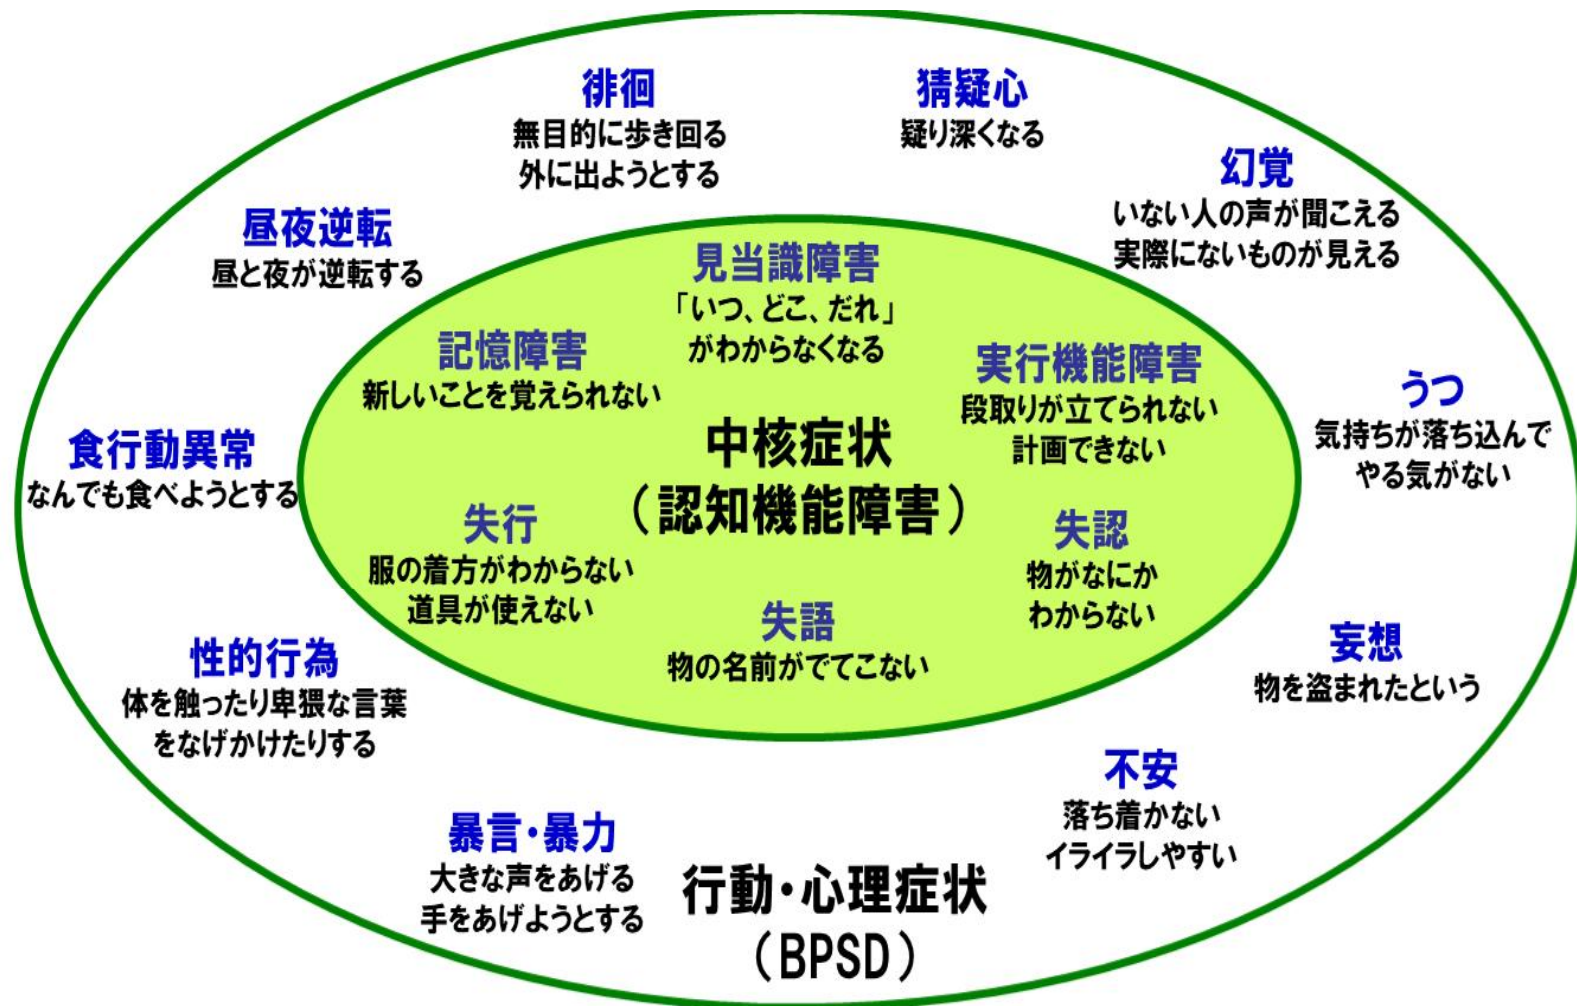 徘徊
無目的に歩き回る
外に出ようとする
猜疑心
疑り深くなる
幻覚
いない人の声が聞こえる
実際にないものが見える
昼夜逆転
昼と夜が逆転する
見当識障害
「いつ、どこ、だれ」
がわからなくなる
記憶障害
新しいことを覚えられない
実行機能障害
段取りが立てられない
計画できない
うつ
気持ちが落ち込んで
やる気がない
食行動異常
なんでも食べようとする
中核症状
（認知機能障害）
失行
服の着方がわからない
道具が使えない
失認
物がなにか
わからない
失語
物の名前がでてこない
性的行為
体を触ったり卑猥な言葉
をなげかけたりする
妄想
物を盗まれたという
不安
落ち着かない
イライラしやすい
暴言・暴力
大きな声をあげる
手をあげようとする
行動・心理症状
（BPSD）